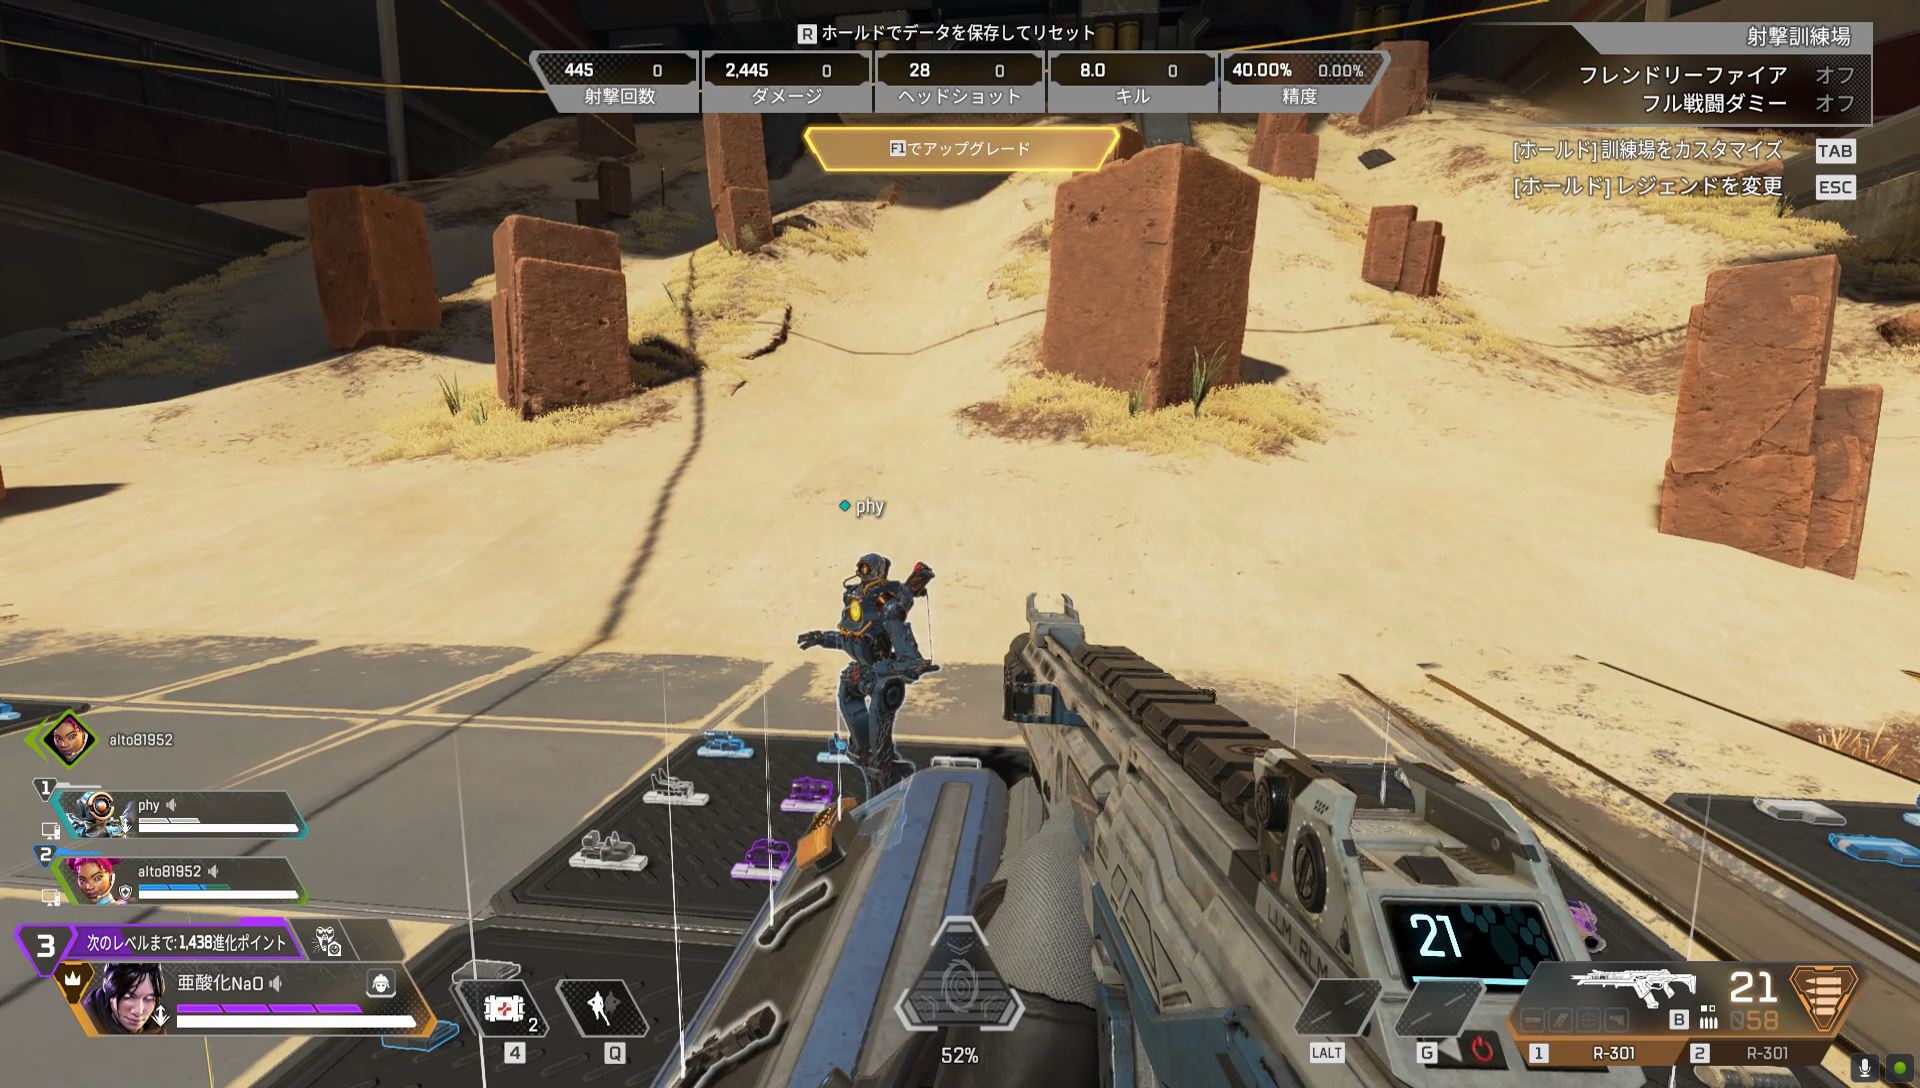 R ホールドでデータを保存してリセット
445 0 2,445 0 28 0 8.0 0 40.00% 0.00%
射撃回数 ダメージ ヘッドショット キル 精度
F1でアップグレード
射撃訓練場
フレンドリーファイア オフ
フル戦闘ダミー オフ
[ホールド]訓練場をカスタマイズ TAB
[ホールド]レジェンドを変更 ESC
phy
alto81952
1 phy
2 alto81952
3 次のレベルまで:1,438進化ポイント
亜酸化NaO
2
4 Q
52%
LALT G
21
LLM RLM
21
B 058
1 R-301 2 R-301